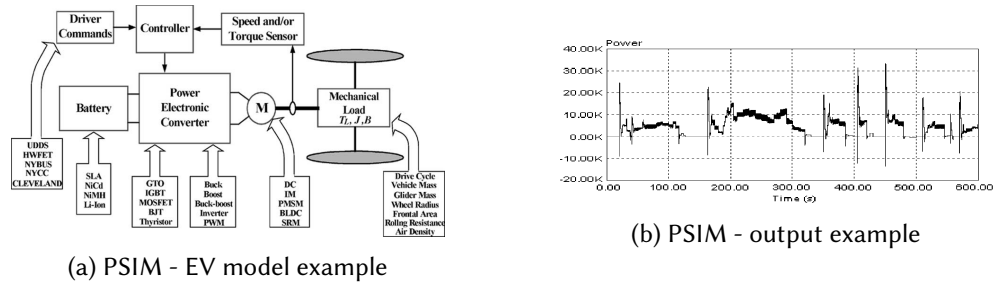 Driver
Commands
Controller
Speed and/or
Torque Sensor
Battery
Power
Electronic
Converter
M
Mechanical
Load
TL, J, B
UDDS
HWFET
NYBUS
NYCC
CLEVELAND
SLA
NiCd
NiMH
Li-Ion
GTO
IGBT
MOSFET
BJT
Thyristor
Buck
Boost
Buck-boost
Inverter
PWM
DC
IM
PMSM
BLDC
SRM
Drive Cycle
Vehicle Mass
Glider Mass
Wheel Radius
Frontal Area
Rollng Resistance
Air Density
(a) PSIM - EV model example
Power
40.00K
30.00K
20.00K
10.00K
0.00K
-10.00K
-20.00K
0.00 100.00 200.00 300.00 400.00 500.00 600.00
Time (s)
(b) PSIM - output example